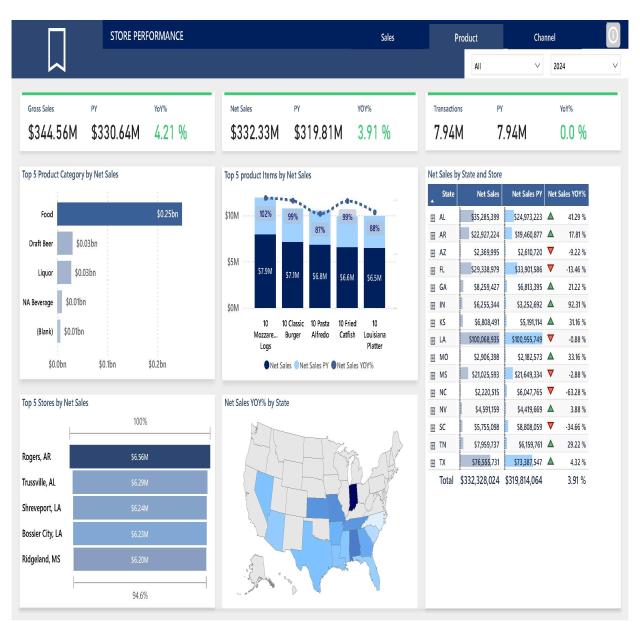 STORE PERFORMANCE
Sales
Product
Channel
All
2024
Gross Sales PY YoY%
$344.56M $330.64M 4.21 %
Net Sales PY YOY%
$332.33M $319.81M 3.91 %
Transactions PY YoY%
7.94M 7.94M 0.0 %
Top 5 Product Category by Net Sales
Food $0.25bn
Draft Beer $0.03bn
Liquor $0.03bn
NA Beverage $0.01bn
(Blank) $0.01bn
$0.0bn $0.1bn $0.2bn
Top 5 product Items by Net Sales
$10M
$5M
$0M
102% 99% 87% 99% 88%
$7.9M $7.1M $6.8M $6.6M $6.5M
10 Mozzare... Logs
10 Classic Burger
10 Pasta Alfredo
10 Fried Catfish
10 Louisiana Platter
Net Sales Net Sales PY Net Sales YoY%
Net Sales by State and Store
State Net Sales Net Sales PY Net Sales YOY%
AL $35,285,399 $24,973,223 41.29 %
AR $22,927,224 $19,460,877 17.81 %
AZ $2,369,995 $2,610,720 -9.22 %
FL $29,338,979 $33,901,586 -13.46 %
GA $8,259,427 $6,813,395 21.22 %
IN $6,255,344 $3,252,692 92.31 %
KS $6,808,491 $5,191,114 31.16 %
LA $100,068,935 $100,955,749 -0.88 %
MO $2,906,398 $2,182,573 33.16 %
MS $21,025,593 $21,649,334 -2.88 %
NC $2,220,515 $6,047,765 -63.28 %
NV $4,591,159 $4,419,669 3.88 %
SC $5,755,098 $8,808,059 -34.66 %
TN $7,959,737 $6,159,761 29.22 %
TX $76,555,731 $73,387,547 4.32 %
Total $332,328,024 $319,814,064 3.91 %
Top 5 Stores by Net Sales
100%
Rogers, AR $6.56M
Trussville, AL $6.29M
Shreveport, LA $6.24M
Bossier City, LA $6.23M
Ridgeland, MS $6.20M
94.6%
Net Sales YOY% by State